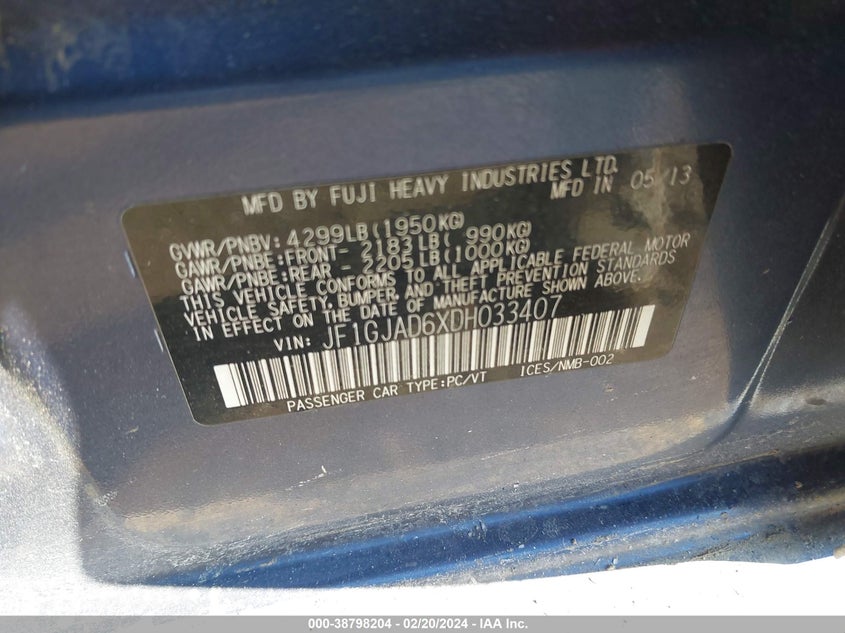 MFD BY FUJI HEAVY INDUSTRIES LTD.
MFD IN 05/13
GVWR/PNBV: 4299LB(1950KG)
GAWR/PNBE:FRONT- 2183LB( 990KG)
GAWR/PNBE:REAR - 2205LB(1000KG)
THIS VEHICLE CONFORMS TO ALL APPLICABLE FEDERAL MOTOR
VEHICLE SAFETY, BUMPER, AND THEFT PREVENTION STANDARDS
IN EFFECT ON THE DATE OF MANUFACTURE SHOWN ABOVE.
VIN: JF1GJAD6XDH033407
PASSENGER CAR TYPE:PC/VT ICES/NMB-002
000-38798204 - 02/20/2024 - IAA Inc.